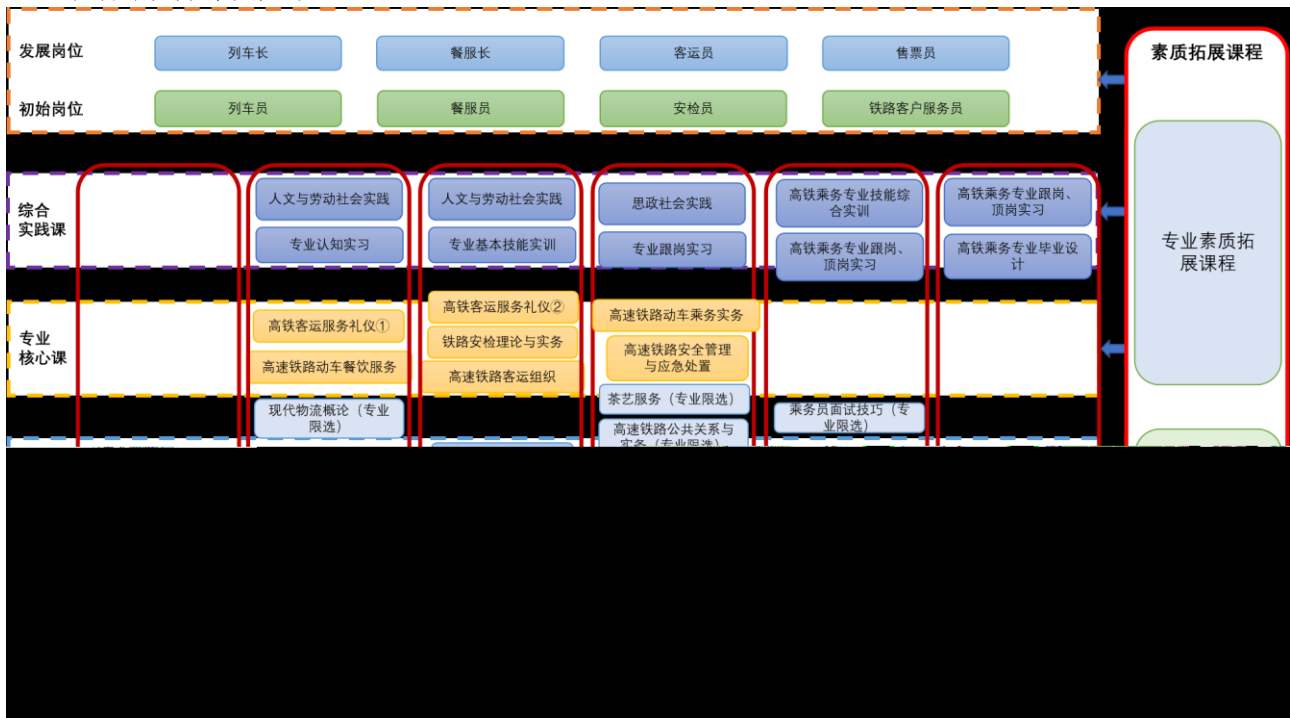 发展岗位
列车长
餐服长
客运员
售票员
素质拓展课程
初始岗位
列车员
餐服员
安检员
铁路客户服务员
综合
实践课
人文与劳动社会实践
专业认知实习
人文与劳动社会实践
专业基本技能实训
思政社会实践
专业跟岗实习
高铁乘务专业技能综
合实训
高铁乘务专业跟岗、
顶岗实习
高铁乘务专业跟岗、
顶岗实习
高铁乘务专业毕业设
计
专业素质拓
展课程
专业
核心课
高铁客运服务礼仪①
高速铁路动车餐饮服务
高铁客运服务礼仪②
铁路安检理论与实务
高速铁路客运组织
高速铁路动车乘务实务
高速铁路安全管理
与应急处置
现代物流概论（专业
限选）
茶艺服务（专业限选）
高速铁路公共关系与
实务（专业限选）
乘务员面试技巧（专
业限选）